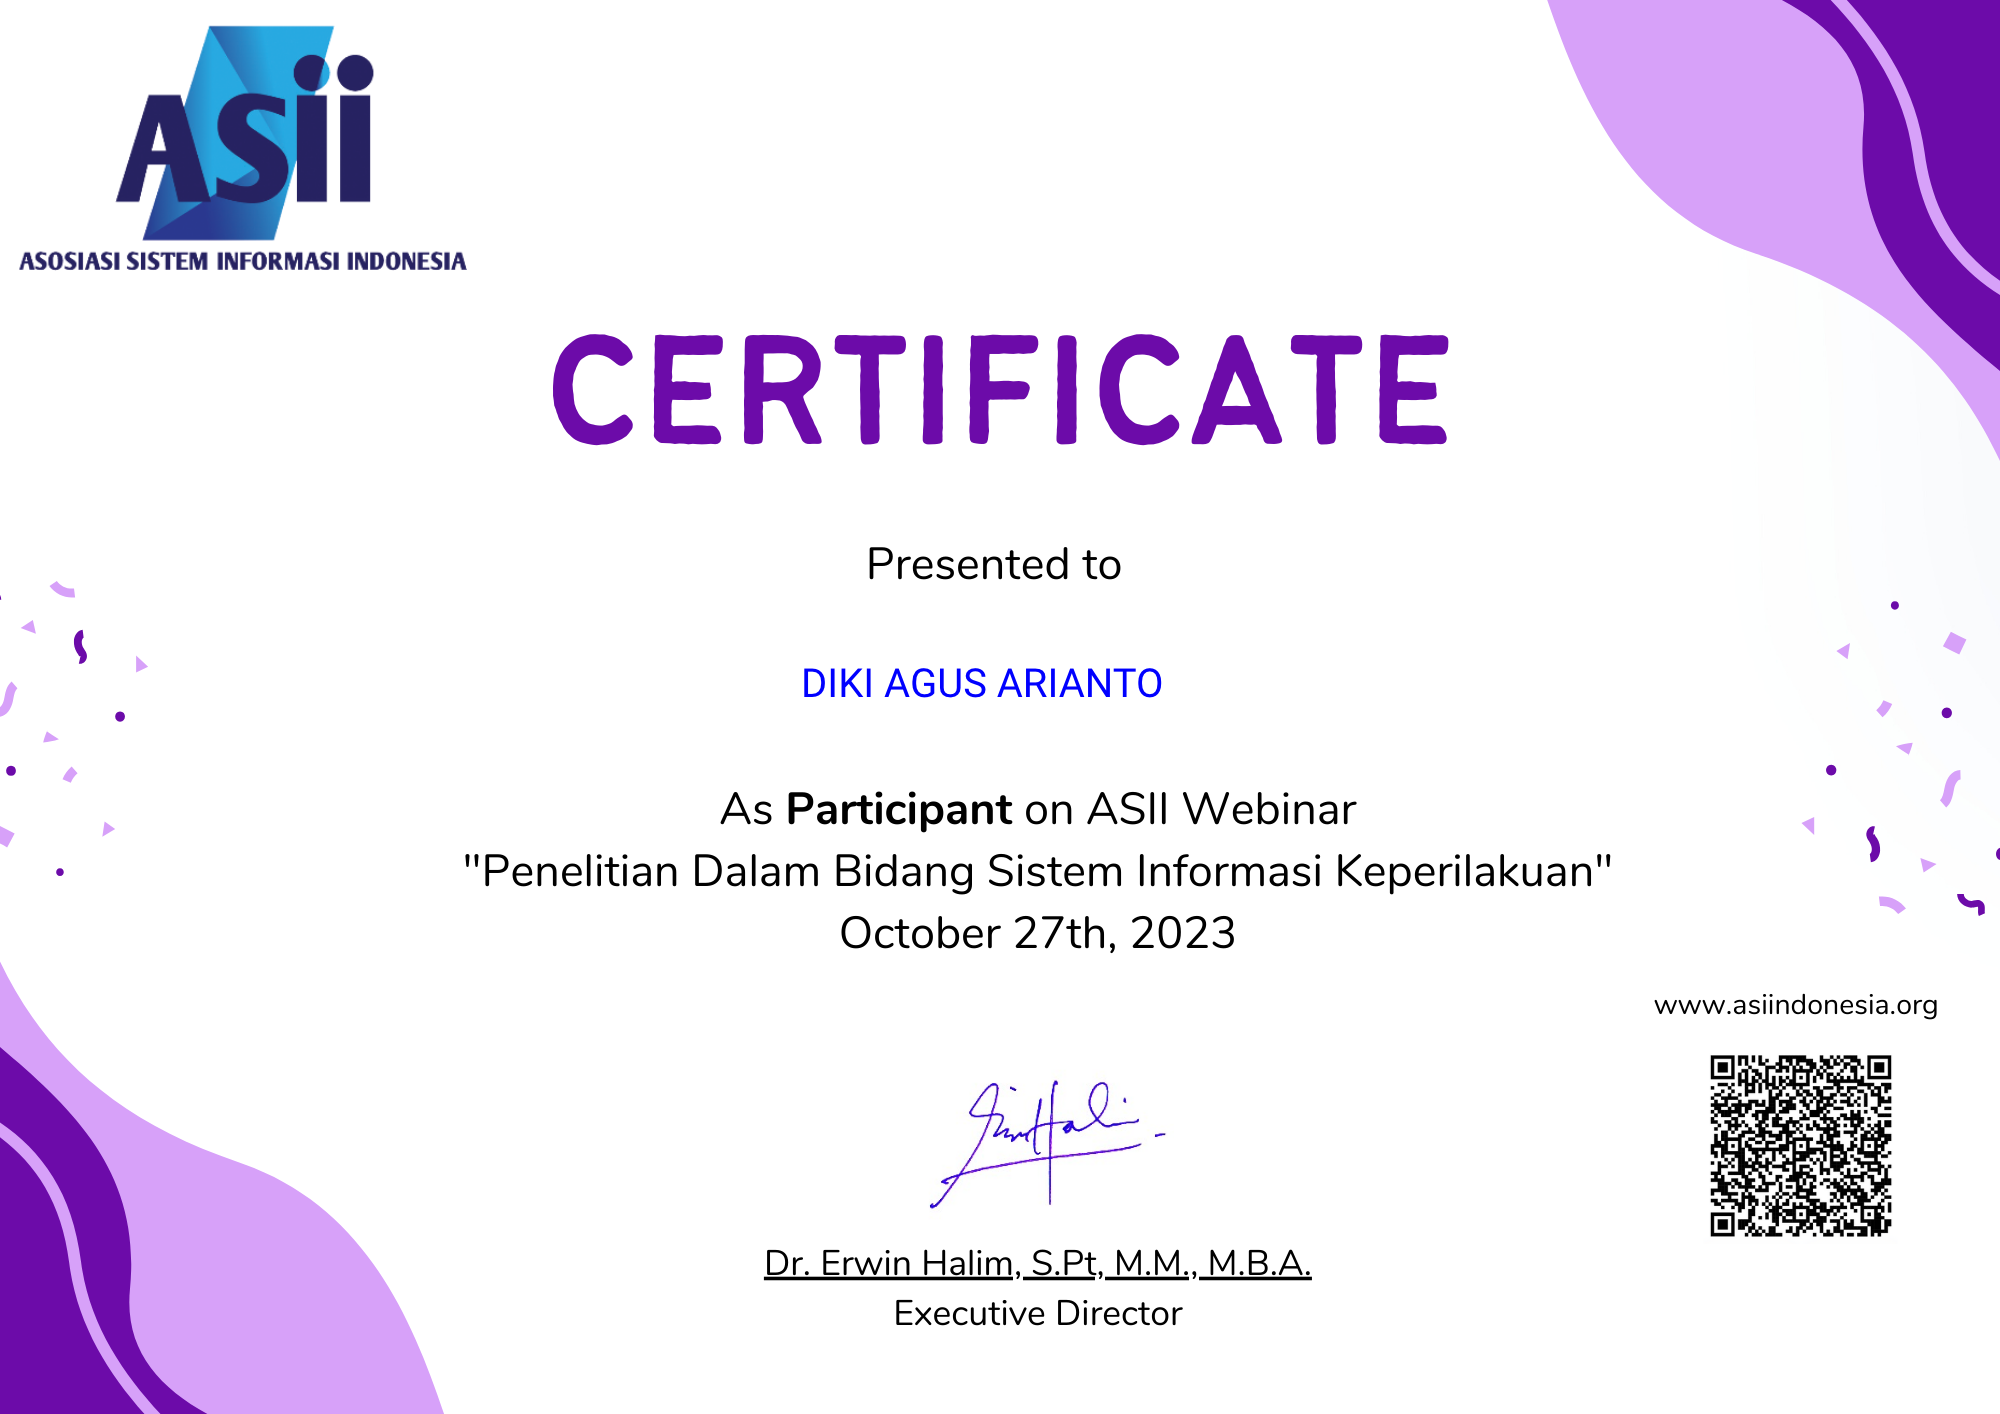 ASii
ASOSIASI SISTEM INFORMASI INDONESIA
CERTIFICATE
Presented to
DIKI AGUS ARIANTO
As Participant on ASII Webinar
"Penelitian Dalam Bidang Sistem Informasi Keperilakuan"
October 27th, 2023
www.asiindonesia.org
Dr. Erwin Halim, S.Pt, M.M., M.B.A.
Executive Director